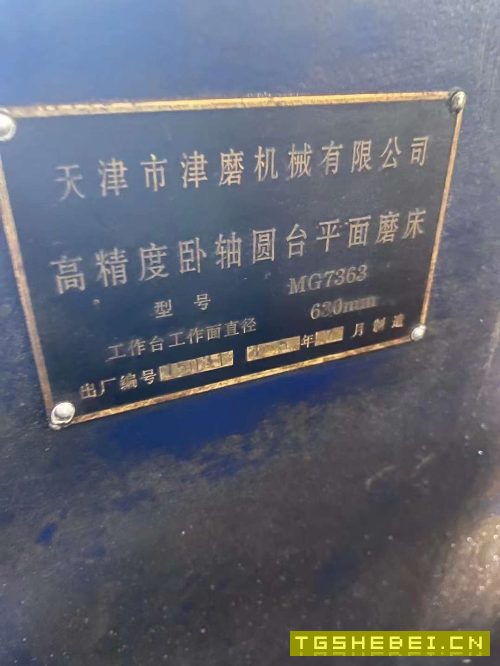 天津市津磨机械有限公司
高精度卧轴圆台平面磨床
型号 MG7363
工作台工作面直径 630mm
出厂编号 年 月制造
TGSHEBEI.CN